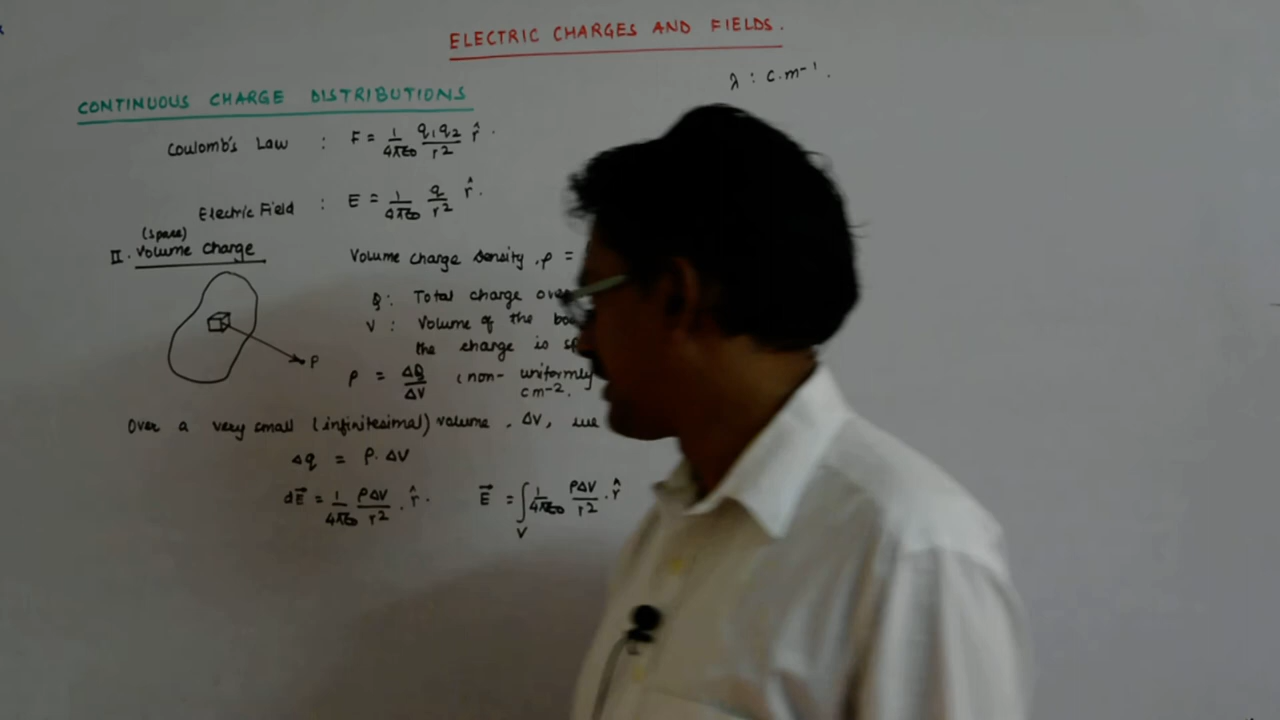 ELECTRIC CHARGES AND FIELDS.
λ : C.m⁻¹.
CONTINUOUS CHARGE DISTRIBUTIONS
Coulomb's Law : F = 1/4πε0 q1q2/r² r̂.
Electric Field : E = 1/4πε0 q/r² r̂.
(space)
II. Volume Charge
Volume charge density, ρ =
Q: Total charge
V : Volume of the
the charge is
P
ρ = ΔQ/ΔV (non- uniformly
cm⁻².
Over a very small (infinitesimal) volume, ΔV, we
Δq = ρ. ΔV
dE⃗ = 1/4πε0 ρΔV/r² . r̂.
E⃗ = ∫V 1/4πε0 ρΔV/r² . r̂